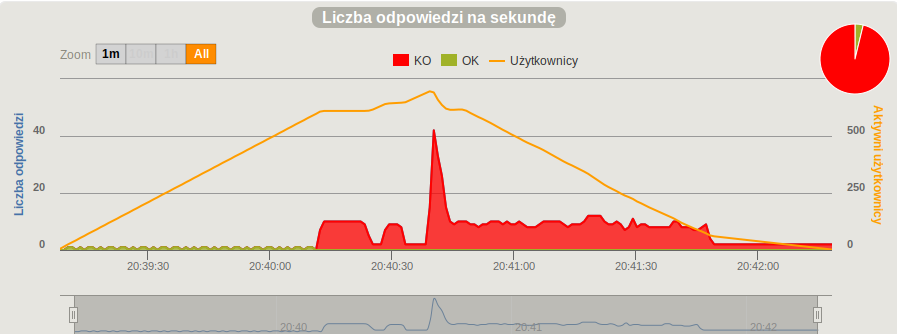 Liczba odpowiedzi na sekundę
Zoom 1m 10m 1h All
KO OK Użytkownicy
Liczba odpowiedzi
40
20
0
500
250
0
Aktywni użytkownicy
20:39:30 20:40:00 20:40:30 20:41:00 20:41:30 20:42:00
20:40 20:41 20:42